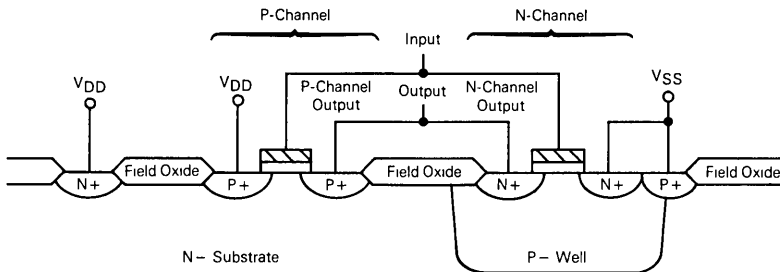 P-Channel
N-Channel
Input
VDD
VDD
P-Channel
Output
Output
N-Channel
Output
VSS
Field Oxide
Field Oxide
Field Oxide
N+
P+
P+
N+
N+
P+
N– Substrate
P– Well